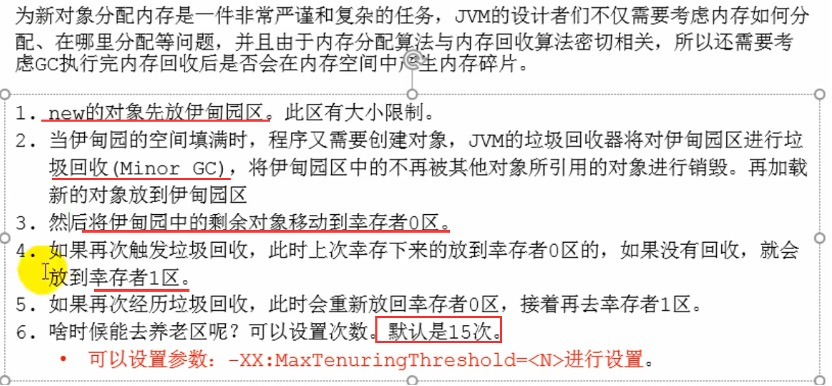 为新对象分配内存是一件非常严谨和复杂的任务，JVM的设计者们不仅需要考虑内存如何分
配、在哪里分配等问题，并且由于内存分配算法与内存回收算法密切相关，所以还需要考
虑GC执行完内存回收后是否会在内存空间中产生内存碎片。
1. new的对象先放伊甸园区。此区有大小限制。
2. 当伊甸园的空间填满时，程序又需要创建对象，JVM的垃圾回收器将对伊甸园区进行垃
圾回收(Minor GC)，将伊甸园区中的不再被其他对象所引用的对象进行销毁。再加载
新的对象放到伊甸园区
3. 然后将伊甸园中的剩余对象移动到幸存者0区。
4. 如果再次触发垃圾回收，此时上次幸存下来的放到幸存者0区的，如果没有回收，就会
放到幸存者1区。
5. 如果再次经历垃圾回收，此时会重新放回幸存者0区，接着再去幸存者1区。
6. 啥时候能去养老区呢？可以设置次数。默认是15次。
• 可以设置参数：-XX:MaxTenuringThreshold=<N>进行设置。